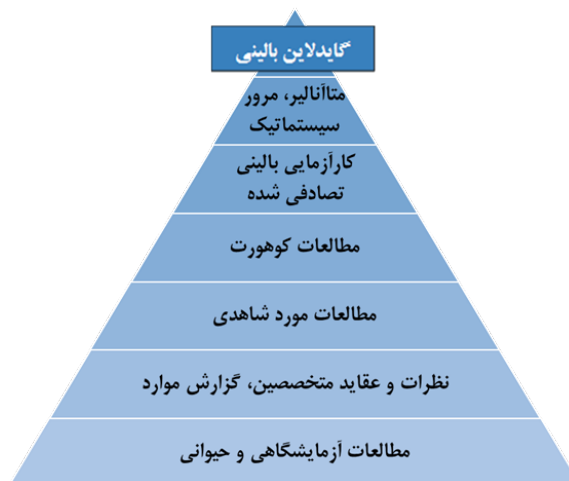 گایدلاین بالینی
متاآنالیز، مرور
سیستماتیک
کارآزمایی بالینی
تصادفی شده
مطالعات کوهورت
مطالعات مورد شاهدی
نظرات و عقاید متخصصین، گزارش موارد
مطالعات آزمایشگاهی و حیوانی